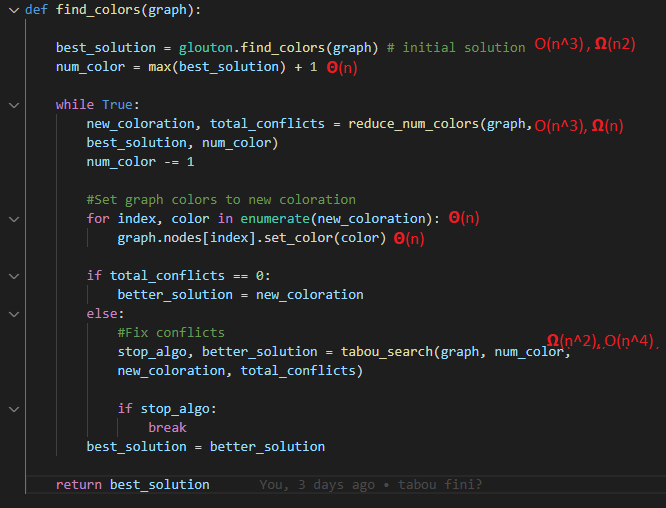 def find_colors(graph):
best_solution = glouton.find_colors(graph) # initial solution O(n^3) , Ω(n2)
num_color = max(best_solution) + 1 Θ(n)
while True:
new_coloration, total_conflicts = reduce_num_colors(graph, O(n^3), Ω(n)
best_solution, num_color)
num_color -= 1
#Set graph colors to new coloration
for index, color in enumerate(new_coloration): Θ(n)
graph.nodes[index].set_color(color) Θ(n)
if total_conflicts == 0:
better_solution = new_coloration
else:
#Fix conflicts
stop_algo, better_solution = tabou_search(graph, num_color, Ω(n^2), O(n^4)
new_coloration, total_conflicts)
if stop_algo:
break
best_solution = better_solution
return best_solution You, 3 days ago • tabou fini?